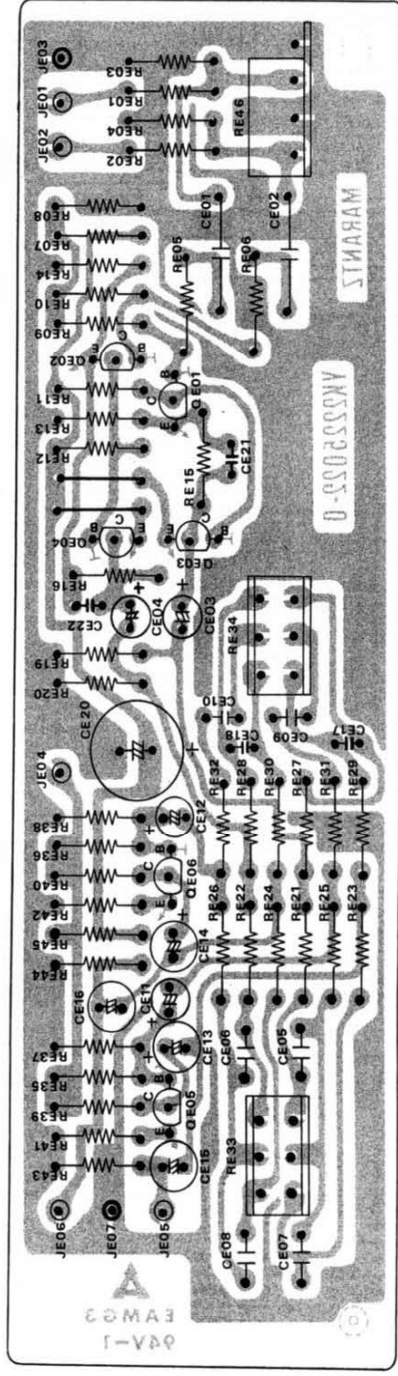 JE03
JE01
JE02
RE03
RE01
RE04
RE02
RE46
RE08
RE07
RE14
RE10
RE09
CE01
CE02
RE05
RE06
MARANTZ
QE02
E
C
B
RE11
RE13
RE12
B
C
E
QE01
RE15
CE21
YK2225022-0
QE04
B
C
E
E
C
B
QE03
RE16
CE22
CE04
+
CE03
+
RE34
RE19
RE20
CE20
+
CE10
CE18
CE09
CE17
JE04
RE32
RE28
RE30
RE27
RE31
RE29
RE38
RE36
RE40
RE42
RE45
RE44
+
CE12
B
C
E
QE06
+
CE14
RE26
RE22
RE24
RE21
RE25
RE23
CE16
CE11
+
CE13
+
CE06
CE05
RE37
RE35
RE39
RE41
RE43
B
C
E
QE05
CE15
RE33
JE06
JE07
JE05
CE08
CE07
EAMG3
94V-1